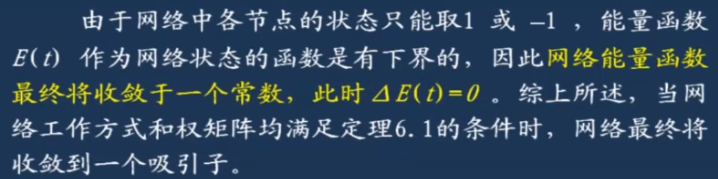 由于网络中各节点的状态只能取1 或 –1 ，能量函数
E(t) 作为网络状态的函数是有下界的，因此网络能量函数
最终将收敛于一个常数，此时ΔE(t)=0 。综上所述，当网
络工作方式和权矩阵均满足定理6.1的条件时，网络最终将
收敛到一个吸引子。